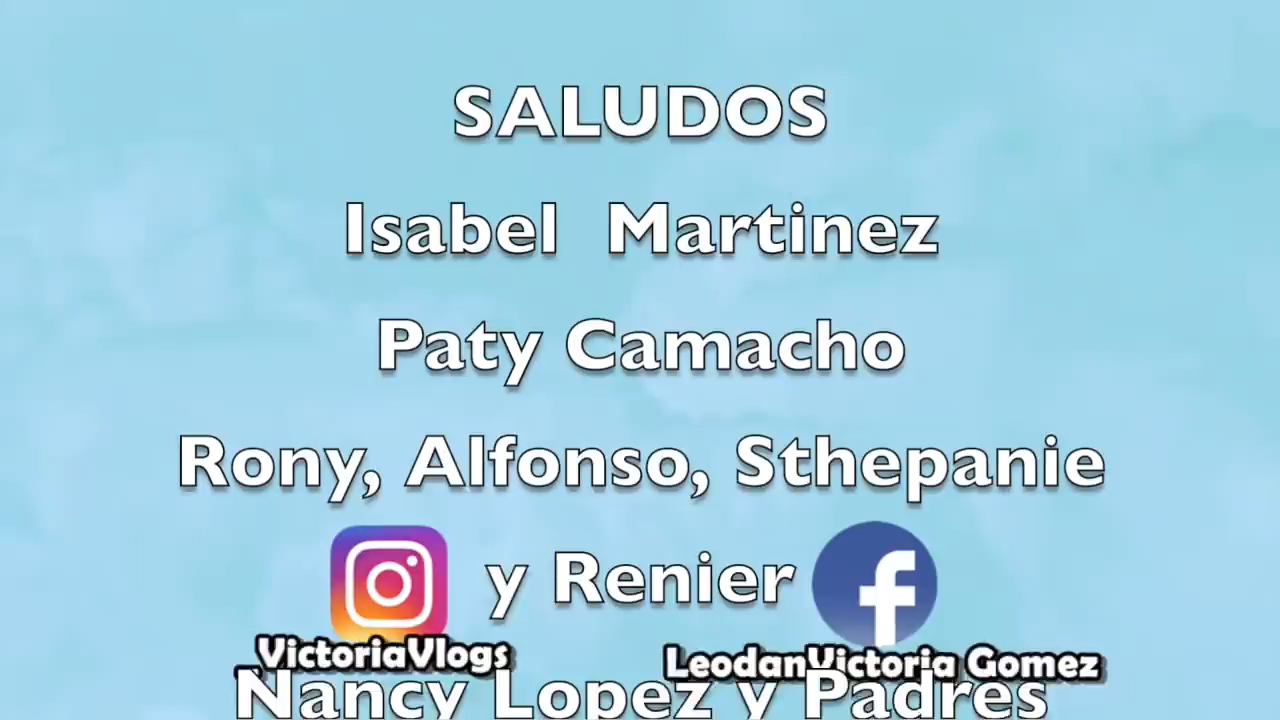 SALUDOS
Isabel Martinez
Paty Camacho
Rony, Alfonso, Sthepanie
y Renier
VictoriaVlogs
LeodanVictoria Gomez
Nancy Lopez y Padres